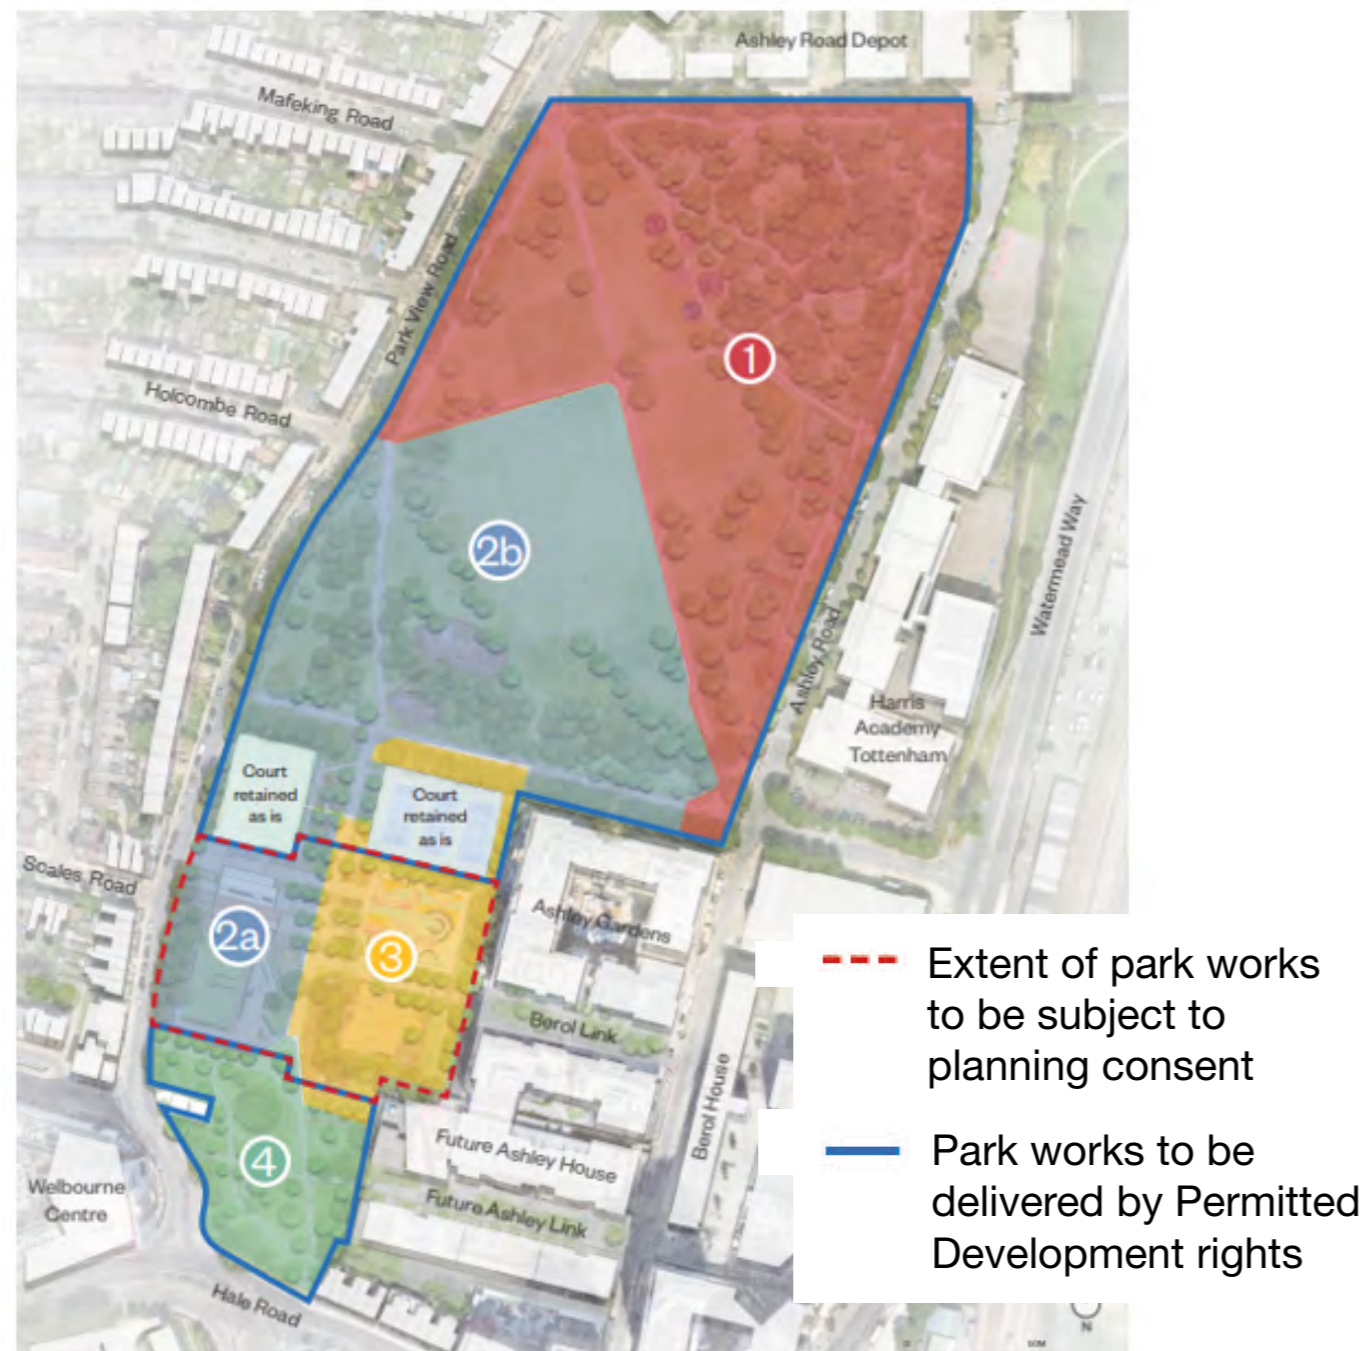 Ashley Road Depot
Mafeking Road
Park View Road
1
Holcombe Road
2b
Watermead Way
Ashley Road
Harris
Academy
Tottenham
Court
retained
as is
Court
retained
as is
Scales Road
2a
3
Ashley Gardens
Berol Link
Berol House
4
Future Ashley House
Future Ashley Link
Welbourne
Centre
Hale Road
Extent of park works
to be subject to
planning consent
Park works to be
delivered by Permitted
Development rights
N
50M